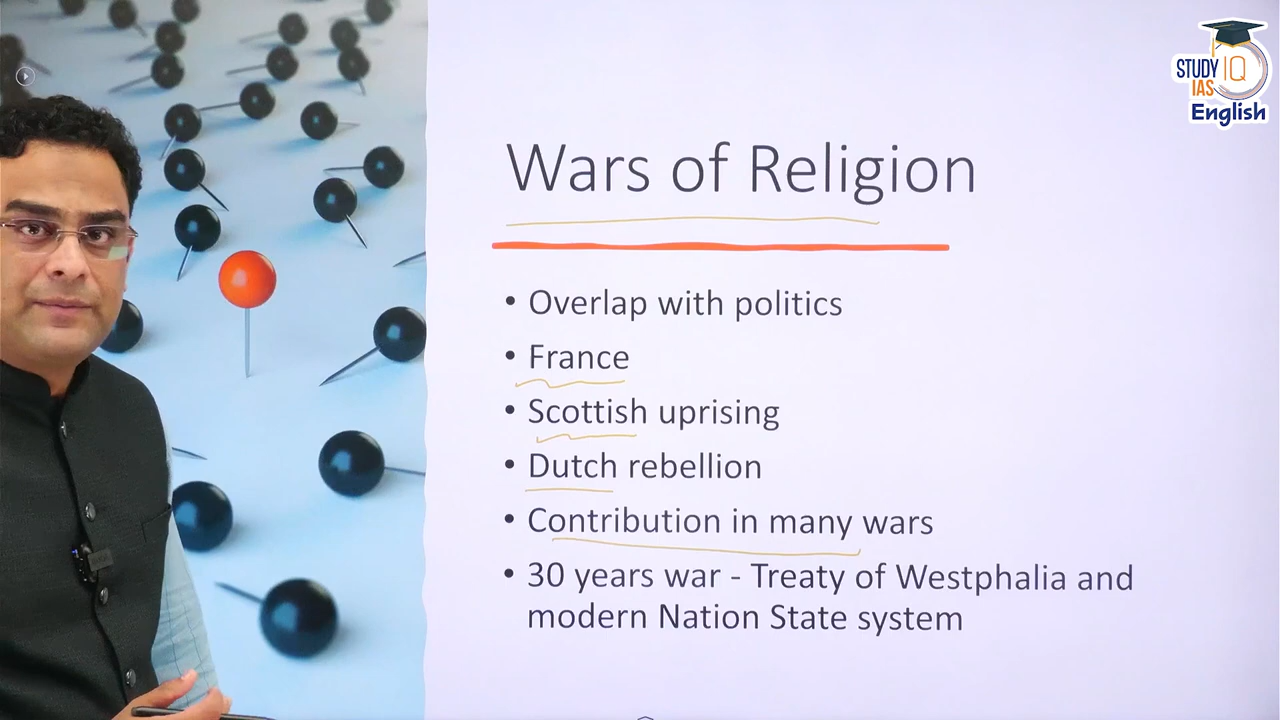 STUDY IQ
IAS
English
Wars of Religion
• Overlap with politics
• France
• Scottish uprising
• Dutch rebellion
• Contribution in many wars
• 30 years war - Treaty of Westphalia and
modern Nation State system